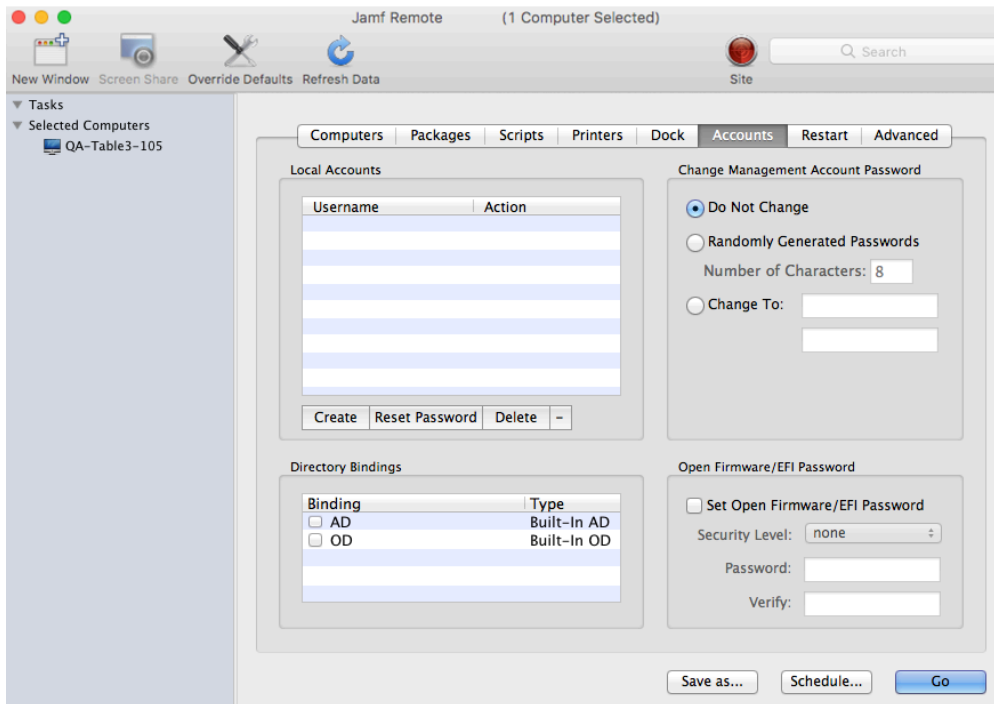 Jamf Remote (1 Computer Selected)
New Window Screen Share Override Defaults Refresh Data Site Search
Tasks
Selected Computers
QA-Table3-105
Computers Packages Scripts Printers Dock Accounts Restart Advanced
Local Accounts
Username Action
Create Reset Password Delete −
Change Management Account Password
Do Not Change
Randomly Generated Passwords
Number of Characters: 8
Change To:
Directory Bindings
Binding Type
AD Built-In AD
OD Built-In OD
Open Firmware/EFI Password
Set Open Firmware/EFI Password
Security Level: none
Password:
Verify:
Save as... Schedule... Go